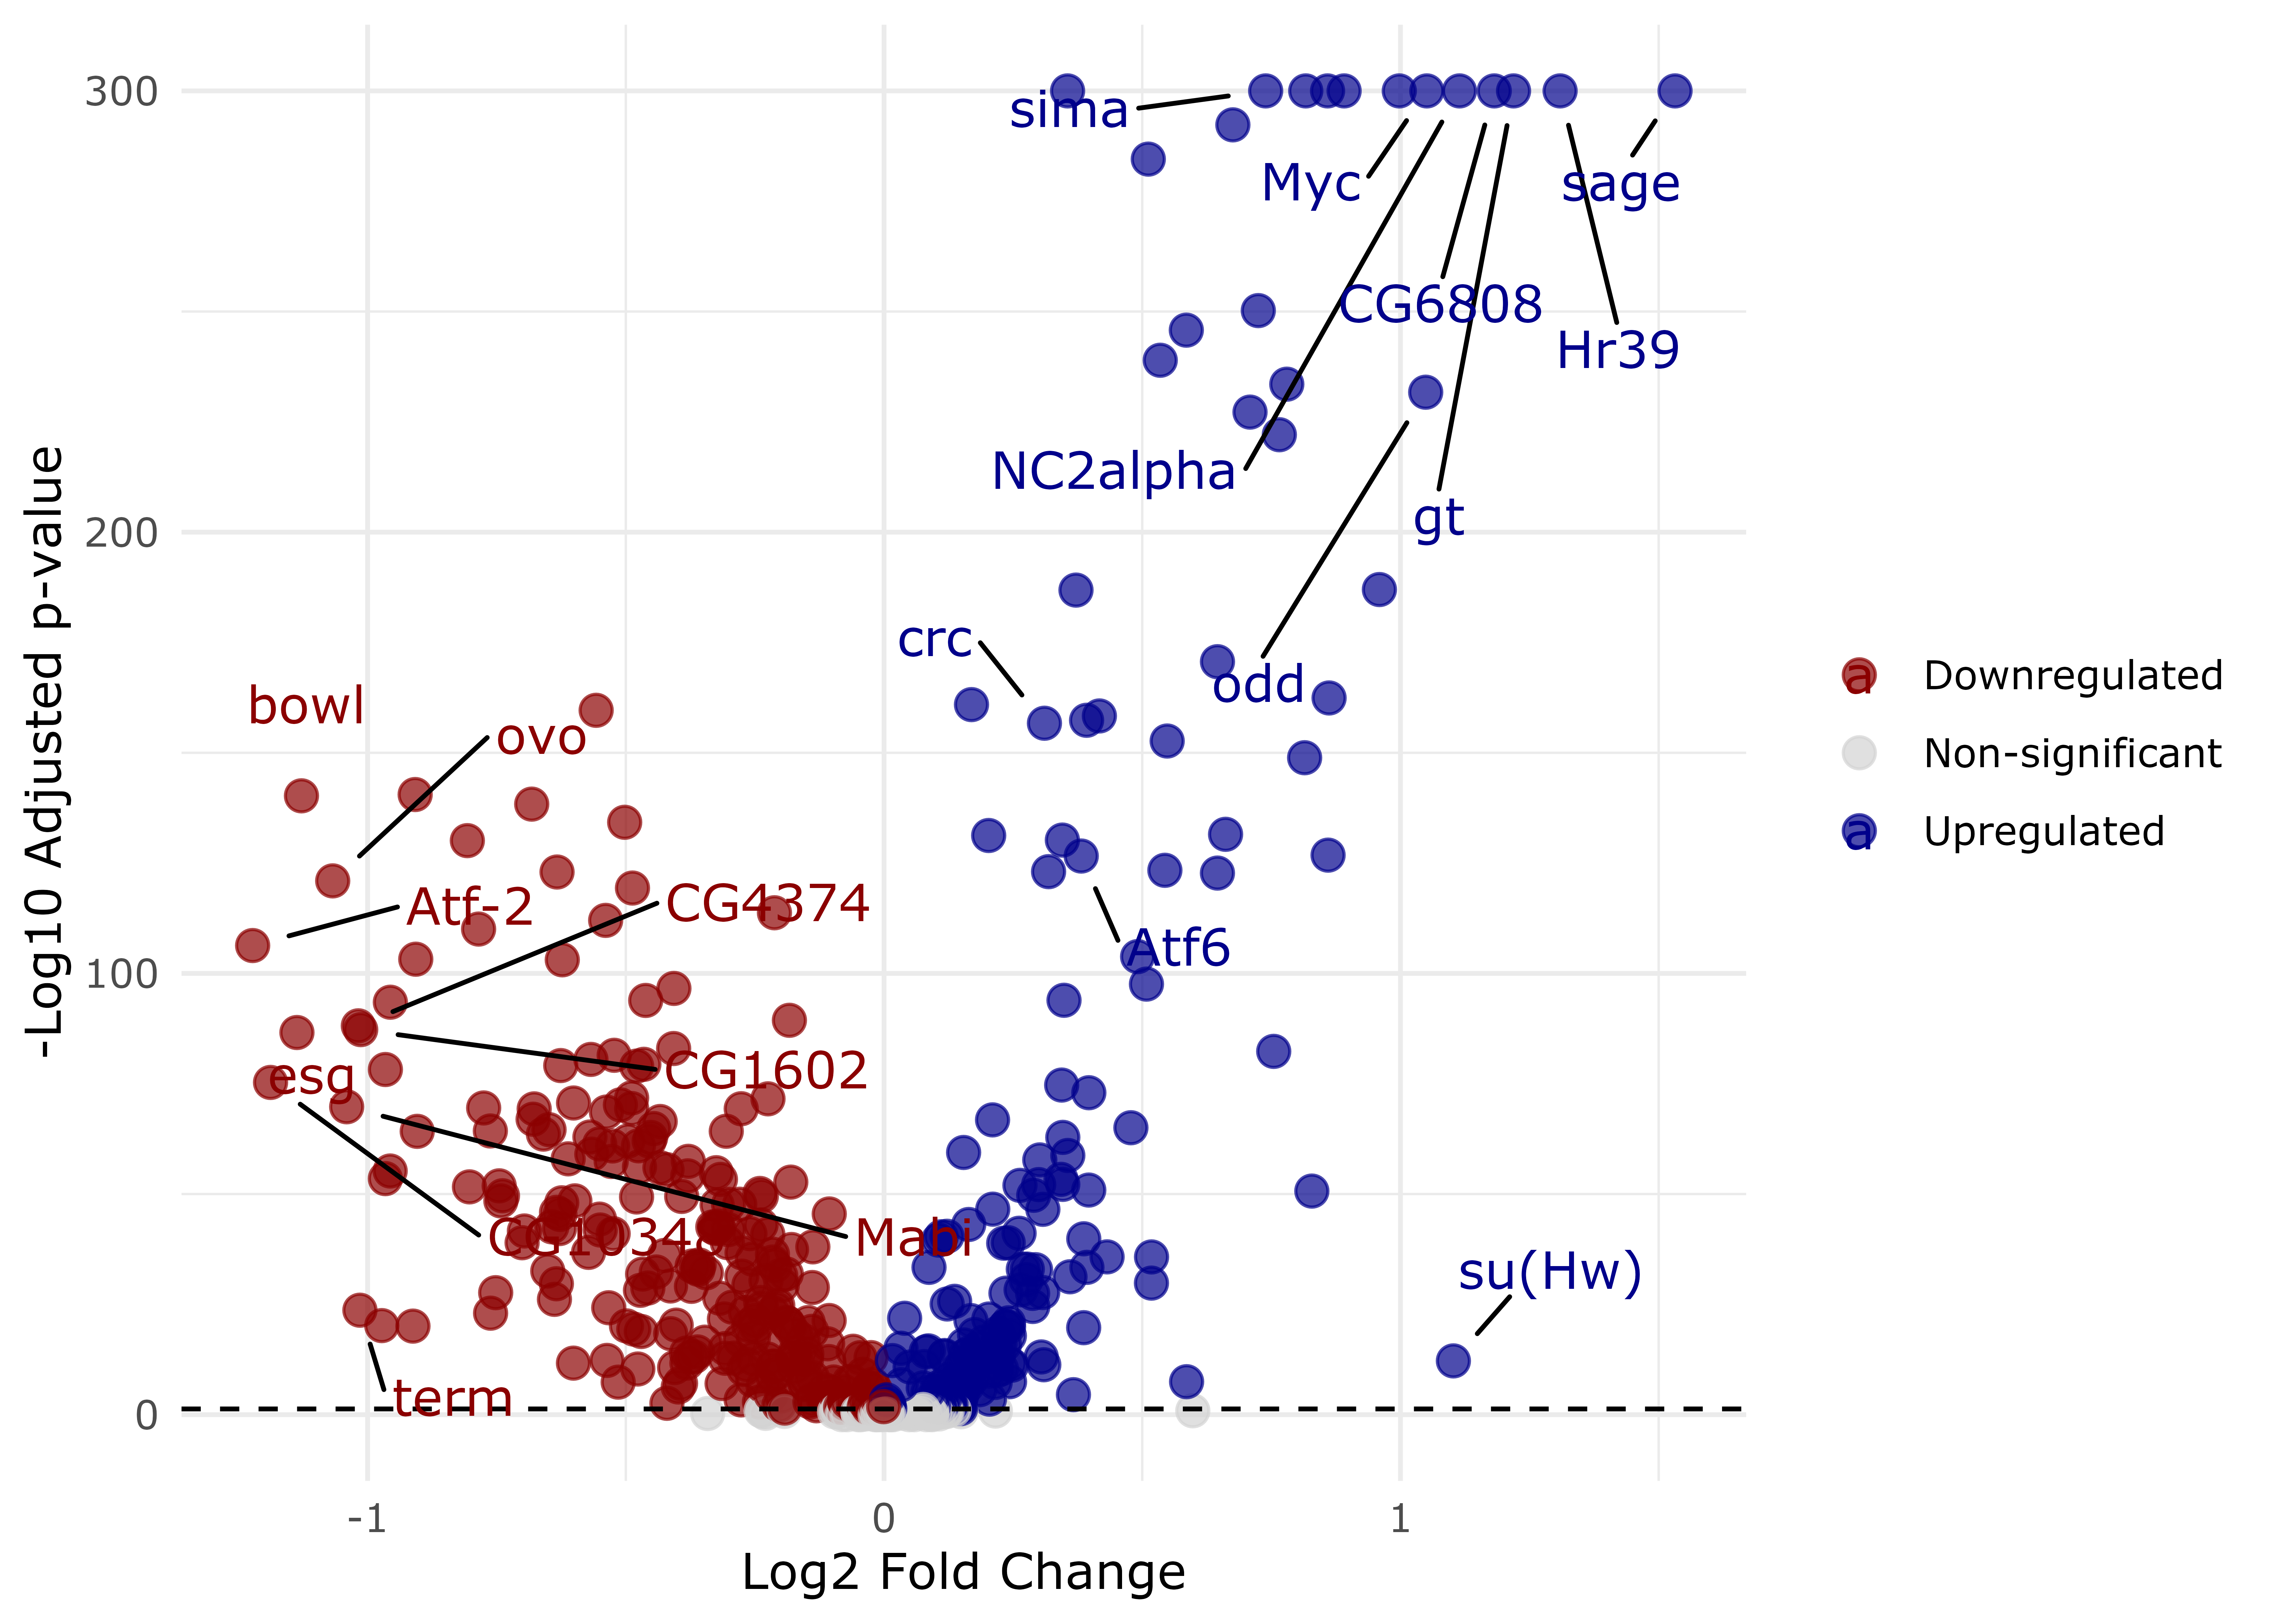 300
sima
Myc
sage
CG6808
Hr39
NC2alpha
200
gt
crc
odd
bowl
ovo
Atf-2
CG4374
Atf6
100
esg
CG1602
Mabi
su(Hw)
term
0
-1
0
1
Log2 Fold Change
-Log10 Adjusted p-value
a Downregulated
Non-significant
a Upregulated